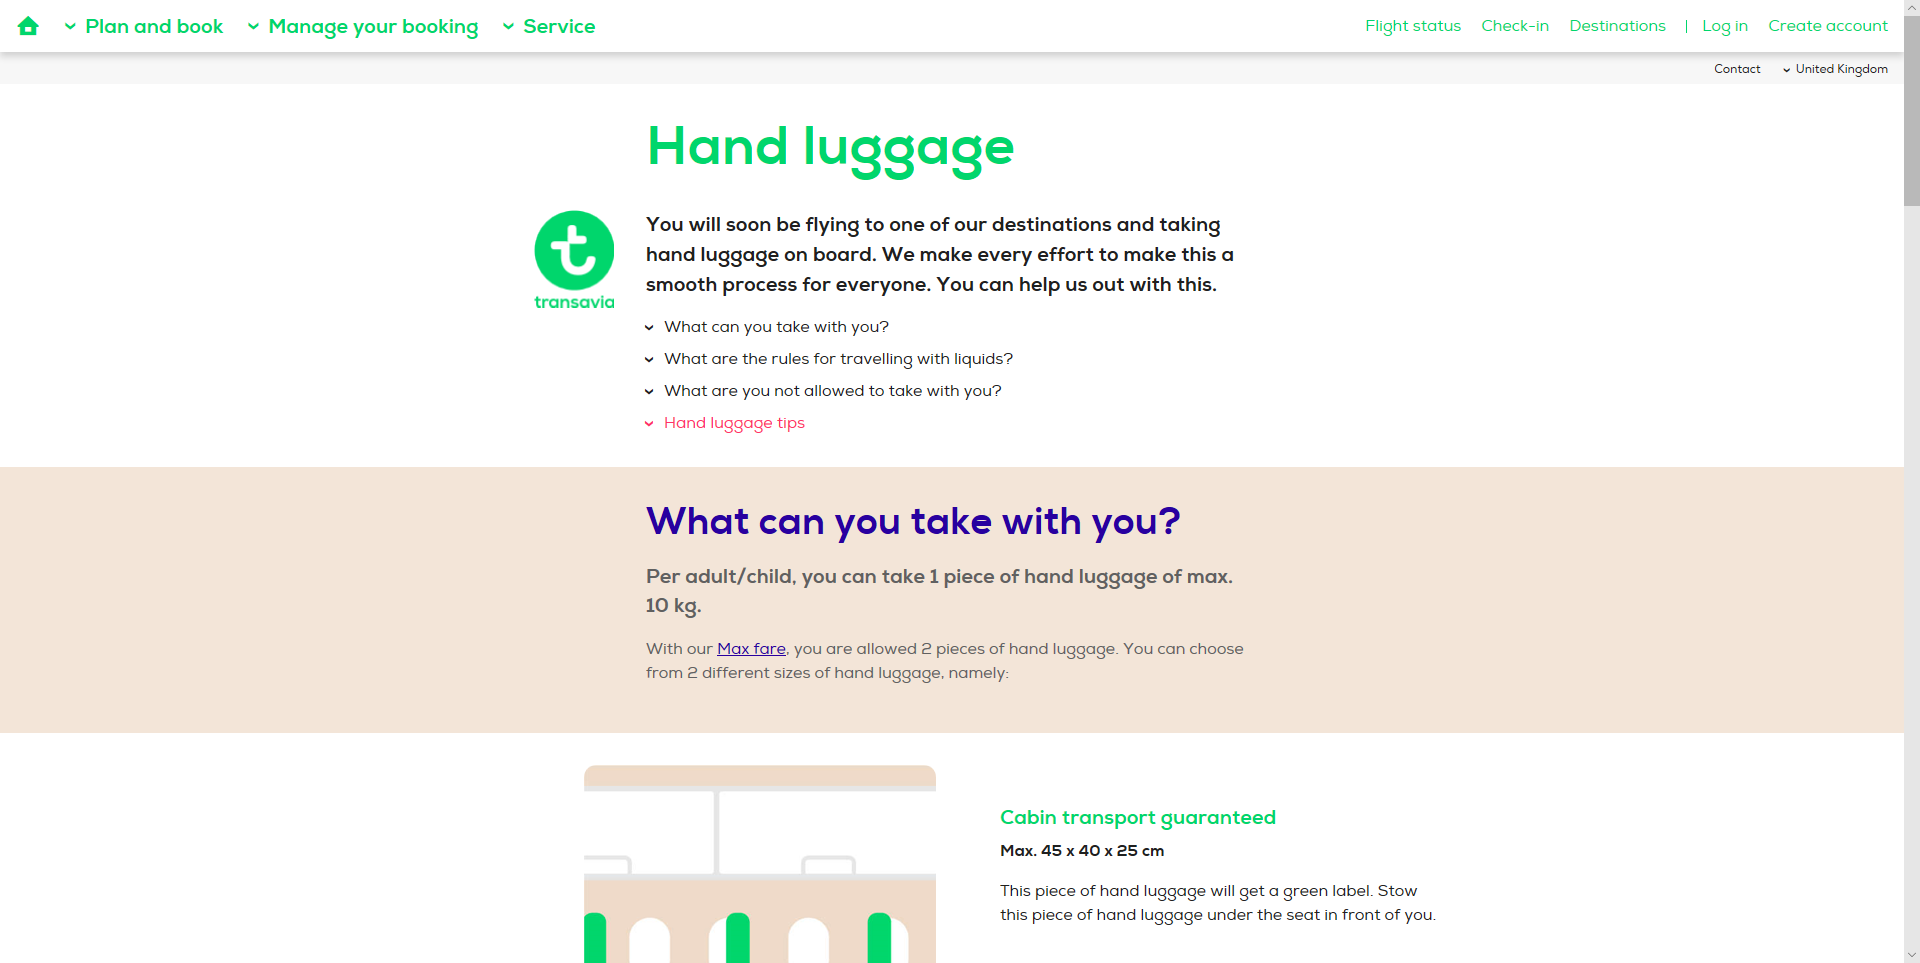 Plan and book
Manage your booking
Service
Flight status
Check-in
Destinations
|
Log in
Create account
Contact
United Kingdom
Hand luggage
transavia
You will soon be flying to one of our destinations and taking
hand luggage on board. We make every effort to make this a
smooth process for everyone. You can help us out with this.
What can you take with you?
What are the rules for travelling with liquids?
What are you not allowed to take with you?
Hand luggage tips
What can you take with you?
Per adult/child, you can take 1 piece of hand luggage of max.
10 kg.
With our Max fare, you are allowed 2 pieces of hand luggage. You can choose
from 2 different sizes of hand luggage, namely:
Cabin transport guaranteed
Max. 45 x 40 x 25 cm
This piece of hand luggage will get a green label. Stow
this piece of hand luggage under the seat in front of you.